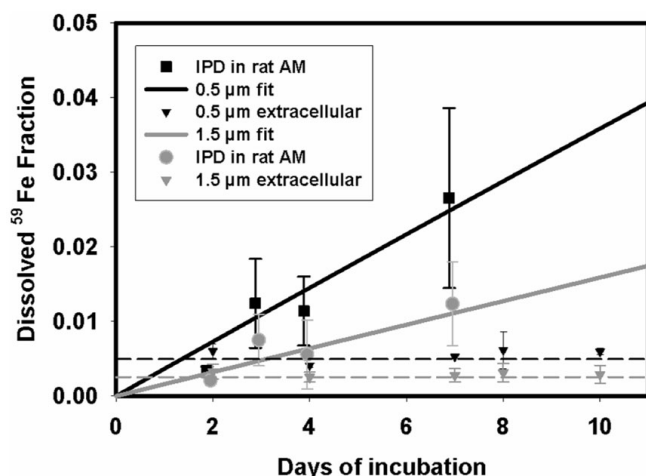 0.05
0.04
0.03
0.02
0.01
0.00
Dissolved ⁵⁹ Fe Fraction
IPD in rat AM
0.5 µm fit
0.5 µm extracellular
1.5 µm fit
IPD in rat AM
1.5 µm extracellular
0 2 4 6 8 10
Days of incubation